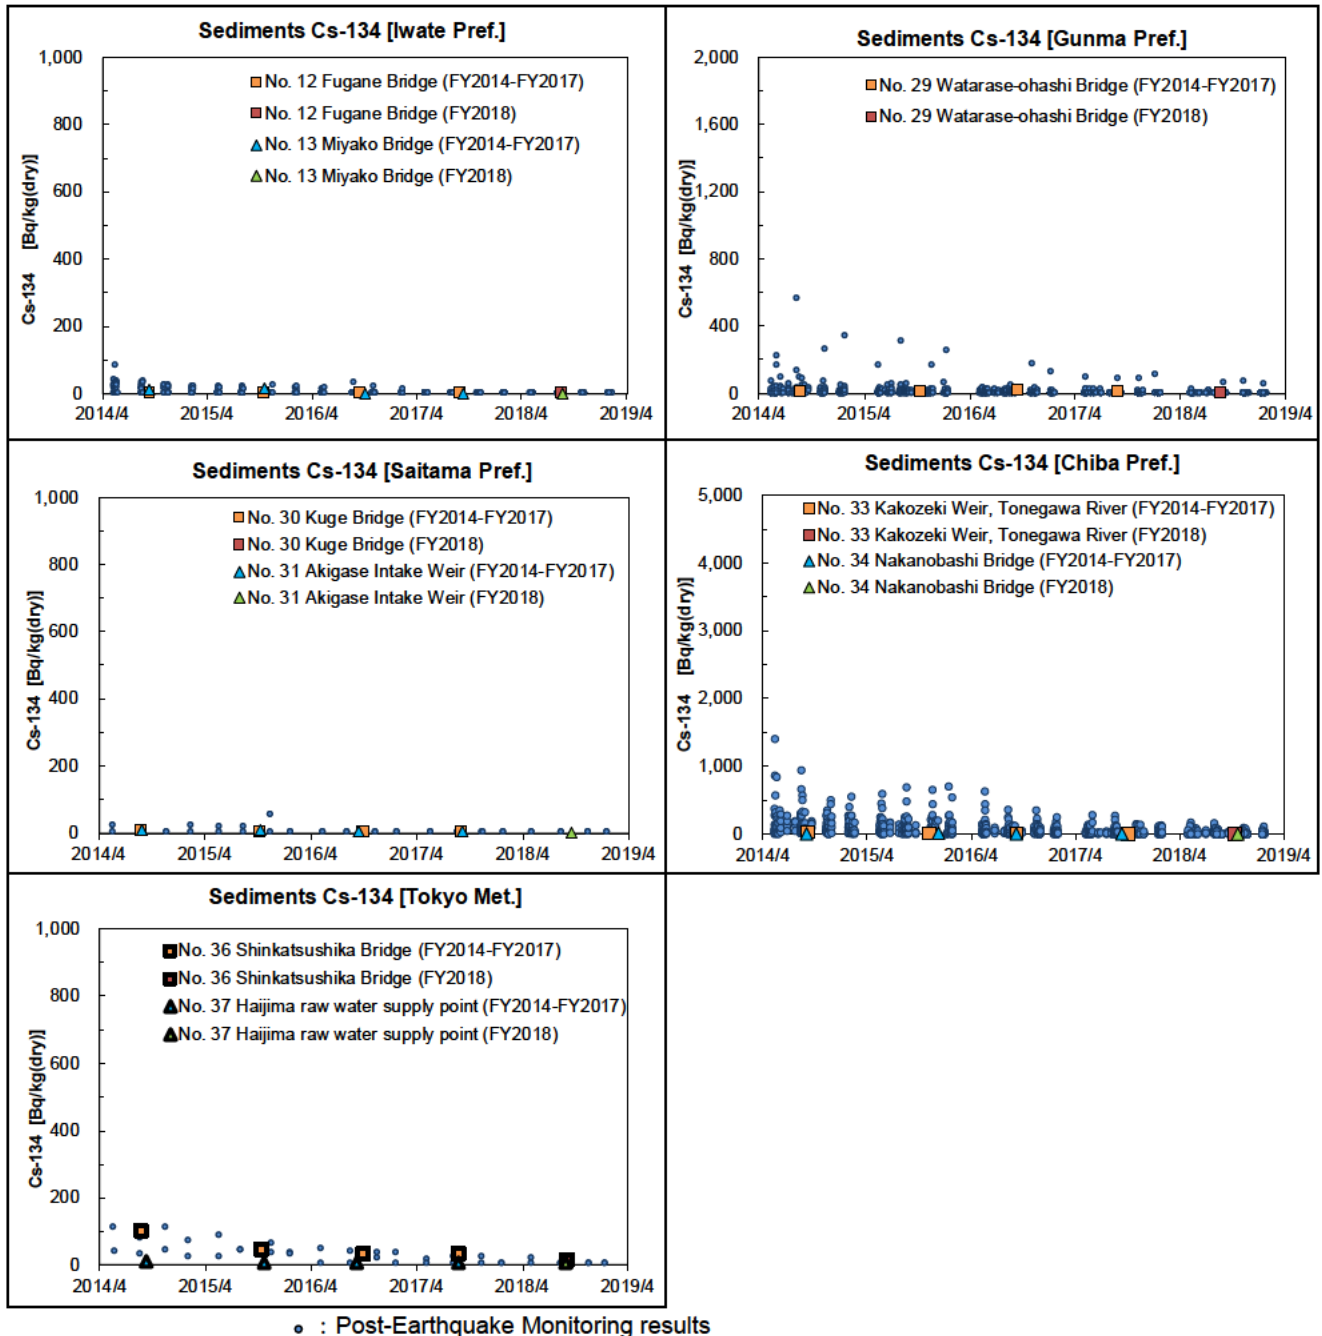 Sediments Cs-134 [Iwate Pref.]
1,000
800
600
400
200
0
Cs-134 [Bq/kg(dry)]
No. 12 Fugane Bridge (FY2014-FY2017)
No. 12 Fugane Bridge (FY2018)
No. 13 Miyako Bridge (FY2014-FY2017)
No. 13 Miyako Bridge (FY2018)
2014/4 2015/4 2016/4 2017/4 2018/4 2019/4
Sediments Cs-134 [Gunma Pref.]
2,000
1,600
1,200
800
400
0
Cs-134 [Bq/kg(dry)]
No. 29 Watarase-ohashi Bridge (FY2014-FY2017)
No. 29 Watarase-ohashi Bridge (FY2018)
2014/4 2015/4 2016/4 2017/4 2018/4 2019/4
Sediments Cs-134 [Saitama Pref.]
1,000
800
600
400
200
0
Cs-134 [Bq/kg(dry)]
No. 30 Kuge Bridge (FY2014-FY2017)
No. 30 Kuge Bridge (FY2018)
No. 31 Akigase Intake Weir (FY2014-FY2017)
No. 31 Akigase Intake Weir (FY2018)
2014/4 2015/4 2016/4 2017/4 2018/4 2019/4
Sediments Cs-134 [Chiba Pref.]
5,000
4,000
3,000
2,000
1,000
0
Cs-134 [Bq/kg(dry)]
No. 33 Kakozeki Weir, Tonegawa River (FY2014-FY2017)
No. 33 Kakozeki Weir, Tonegawa River (FY2018)
No. 34 Nakanobashi Bridge (FY2014-FY2017)
No. 34 Nakanobashi Bridge (FY2018)
2014/4 2015/4 2016/4 2017/4 2018/4 2019/4
Sediments Cs-134 [Tokyo Met.]
1,000
800
600
400
200
0
Cs-134 [Bq/kg(dry)]
No. 36 Shinkatsushika Bridge (FY2014-FY2017)
No. 36 Shinkatsushika Bridge (FY2018)
No. 37 Haijima raw water supply point (FY2014-FY2017)
No. 37 Haijima raw water supply point (FY2018)
2014/4 2015/4 2016/4 2017/4 2018/4 2019/4
: Post-Earthquake Monitoring results